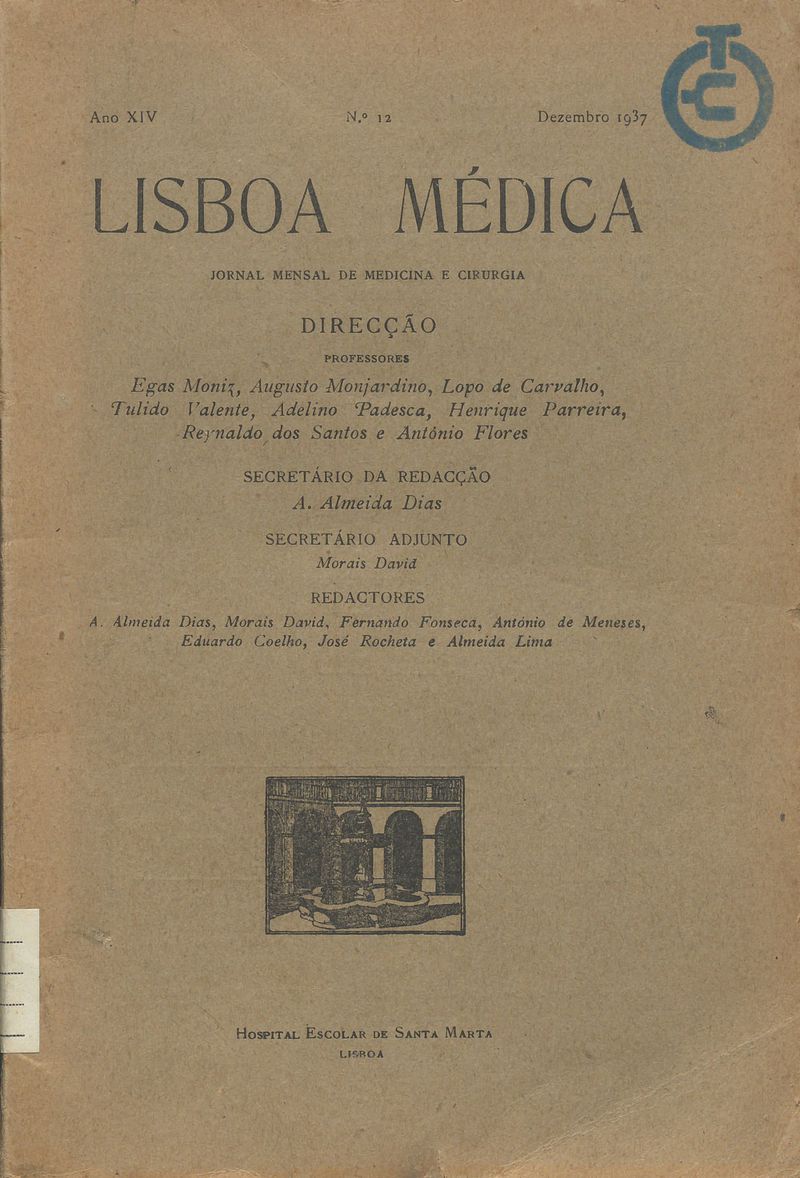 Ano XIV N.º 12 Dezembro 1937
LISBOA MÉDICA
JORNAL MENSAL DE MEDICINA E CIRURGIA
DIRECÇÃO
PROFESSORES
Egas Moniz, Augusto Monjardino, Lopo de Carvalho,
Pulido Valente, Adelino Padesca, Henrique Parreira,
Reynaldo dos Santos e António Flores
SECRETÁRIO DA REDACÇÃO
A. Almeida Dias
SECRETÁRIO ADJUNTO
Morais David
REDACTORES
A. Almeida Dias, Morais David, Fernando Fonseca, António de Meneses,
Eduardo Coelho, José Rocheta e Almeida Lima
HOSPITAL ESCOLAR DE SANTA MARTA
LISBOA